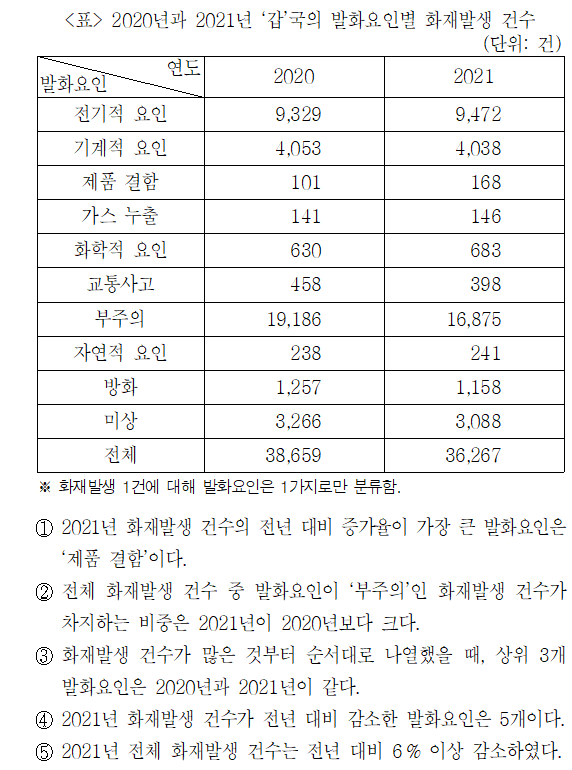 <표> 2020년과 2021년 ‘갑’국의 발화요인별 화재발생 건수
(단위: 건)
발화요인 연도 2020 2021
전기적 요인 9,329 9,472
기계적 요인 4,053 4,038
제품 결함 101 168
가스 누출 141 146
화학적 요인 630 683
교통사고 458 398
부주의 19,186 16,875
자연적 요인 238 241
방화 1,257 1,158
미상 3,266 3,088
전체 38,659 36,267
※ 화재발생 1건에 대해 발화요인은 1가지로만 분류함.
① 2021년 화재발생 건수의 전년 대비 증가율이 가장 큰 발화요인은
‘제품 결함’이다.
② 전체 화재발생 건수 중 발화요인이 ‘부주의’인 화재발생 건수가
차지하는 비중은 2021년이 2020년보다 크다.
③ 화재발생 건수가 많은 것부터 순서대로 나열했을 때, 상위 3개
발화요인은 2020년과 2021년이 같다.
④ 2021년 화재발생 건수가 전년 대비 감소한 발화요인은 5개이다.
⑤ 2021년 전체 화재발생 건수는 전년 대비 6% 이상 감소하였다.